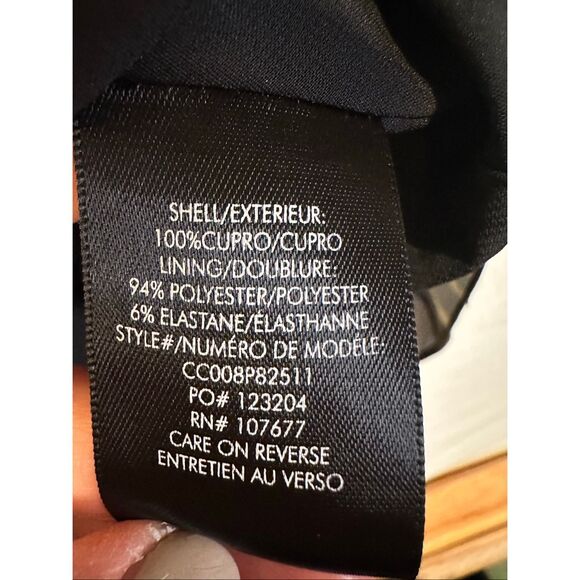 SHELL/EXTERIEUR:
100%CUPRO/CUPRO
LINING/DOUBLURE:
94% POLYESTER/POLYESTER
6% ELASTANE/ÉLASTHANNE
STYLE#/NUMÉRO DE MODÈLE:
CC008P82511
PO# 123204
RN# 107677
CARE ON REVERSE
ENTRETIEN AU VERSO